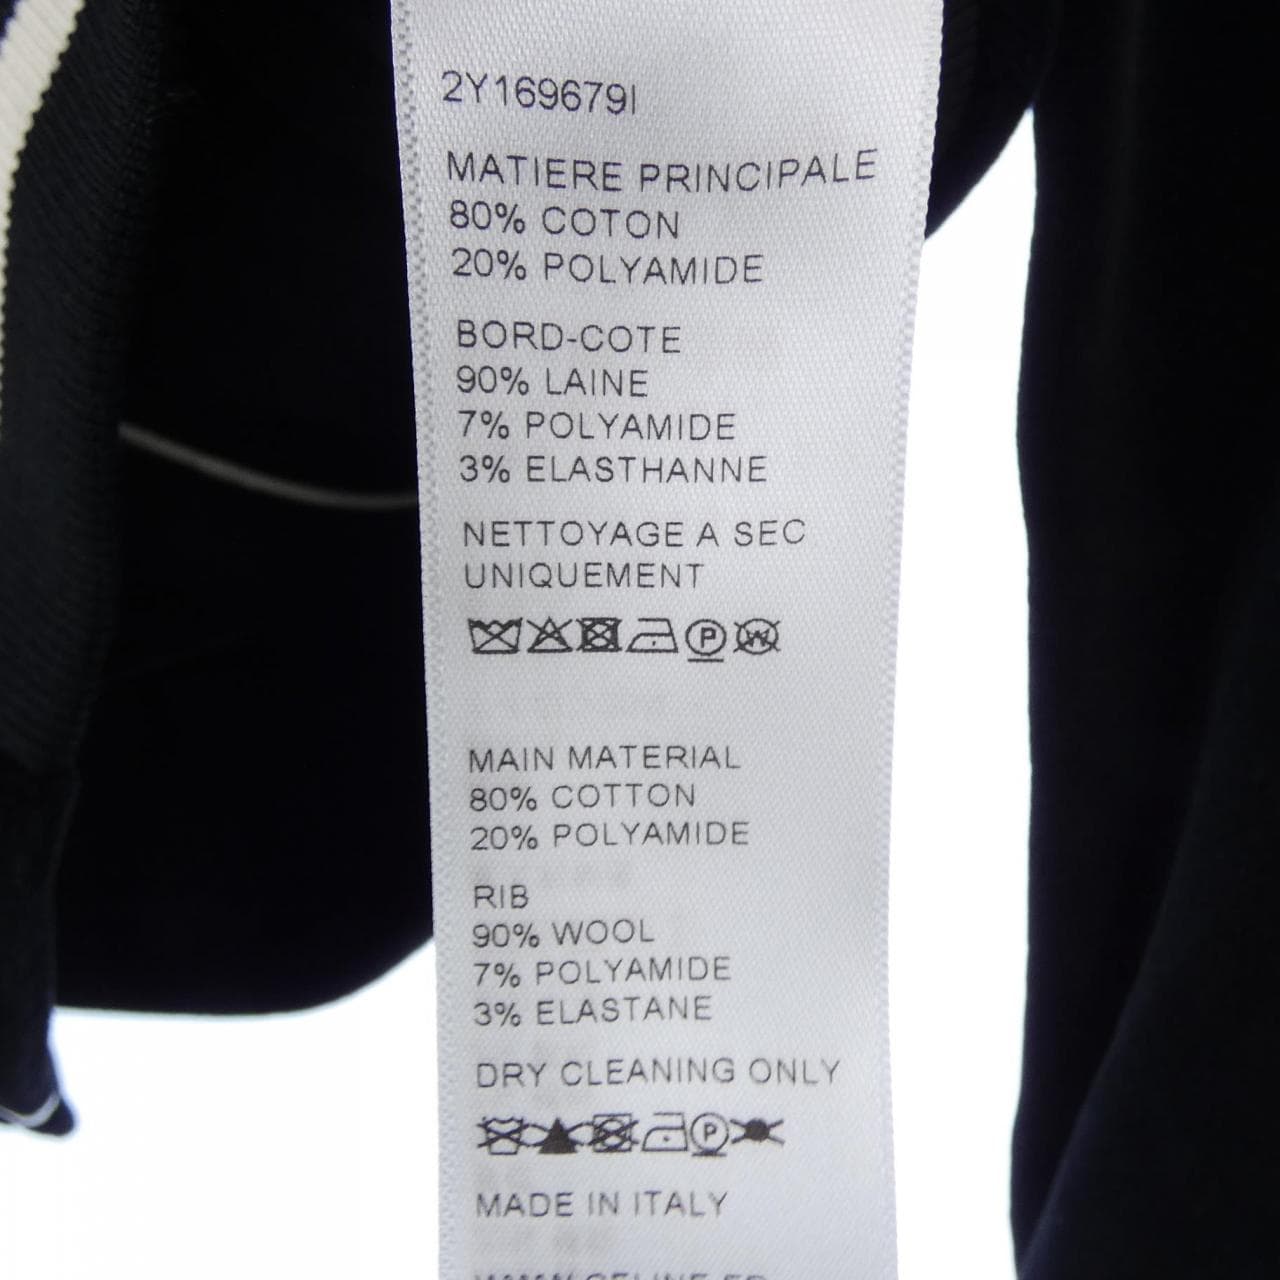 2Y169679I
MATIERE PRINCIPALE
80% COTON
20% POLYAMIDE
BORD-COTE
90% LAINE
7% POLYAMIDE
3% ELASTHANNE
NETTOYAGE A SEC
UNIQUEMENT
P W
MAIN MATERIAL
80% COTTON
20% POLYAMIDE
RIB
90% WOOL
7% POLYAMIDE
3% ELASTANE
DRY CLEANING ONLY
P
MADE IN ITALY